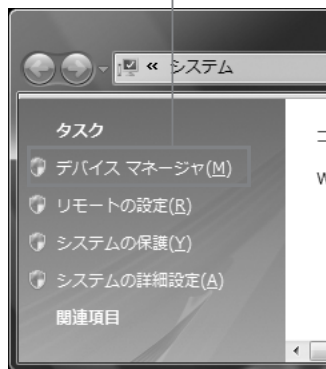 « システム
タスク
デバイス マネージャ(M)
リモートの設定(R)
システムの保護(Y)
システムの詳細設定(A)
関連項目